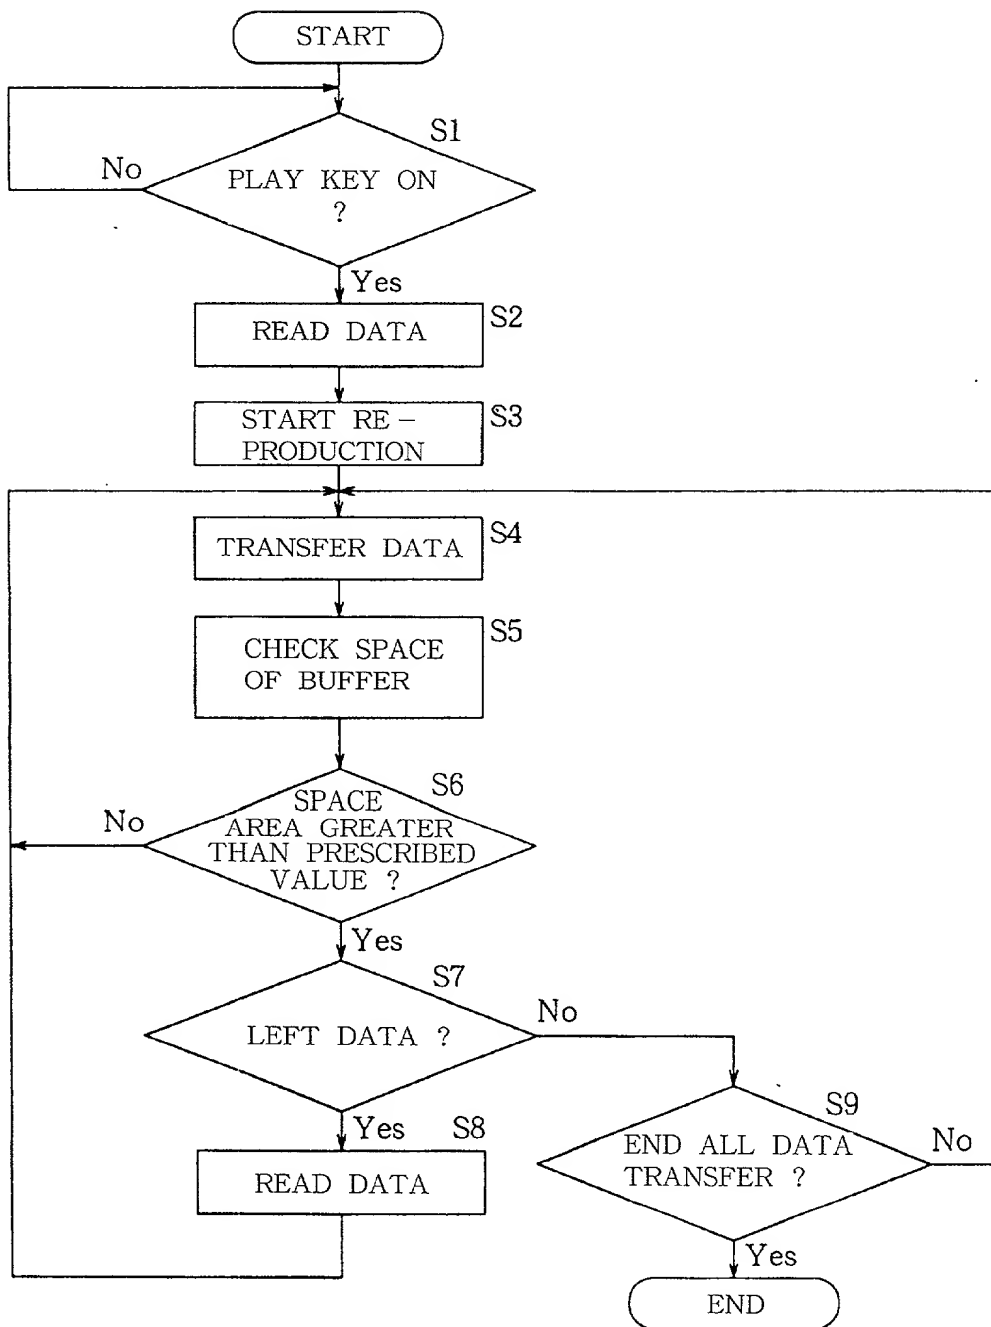 START
S1
No
PLAY KEY ON
?
Yes
READ DATA
S2
START RE-
PRODUCTION
S3
TRANSFER DATA
S4
CHECK SPACE
OF BUFFER
S5
S6
No
SPACE
AREA GREATER
THAN PRESCRIBED
VALUE ?
Yes
S7
LEFT DATA ?
No
Yes
S8
READ DATA
S9
END ALL DATA
TRANSFER ?
No
Yes
END